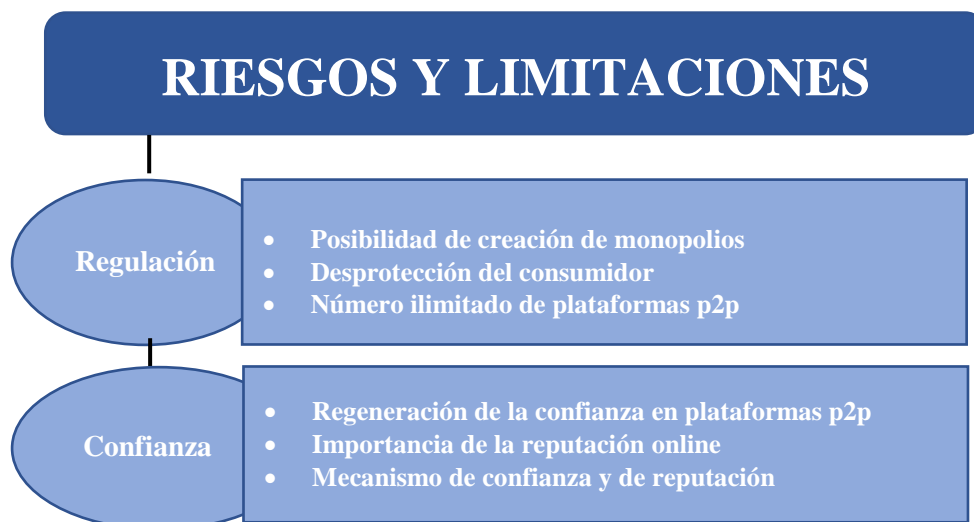 RIESGOS Y LIMITACIONES
Regulación
• Posibilidad de creación de monopolios
• Desprotección del consumidor
• Número ilimitado de plataformas p2p
Confianza
• Regeneración de la confianza en plataformas p2p
• Importancia de la reputación online
• Mecanismo de confianza y de reputación